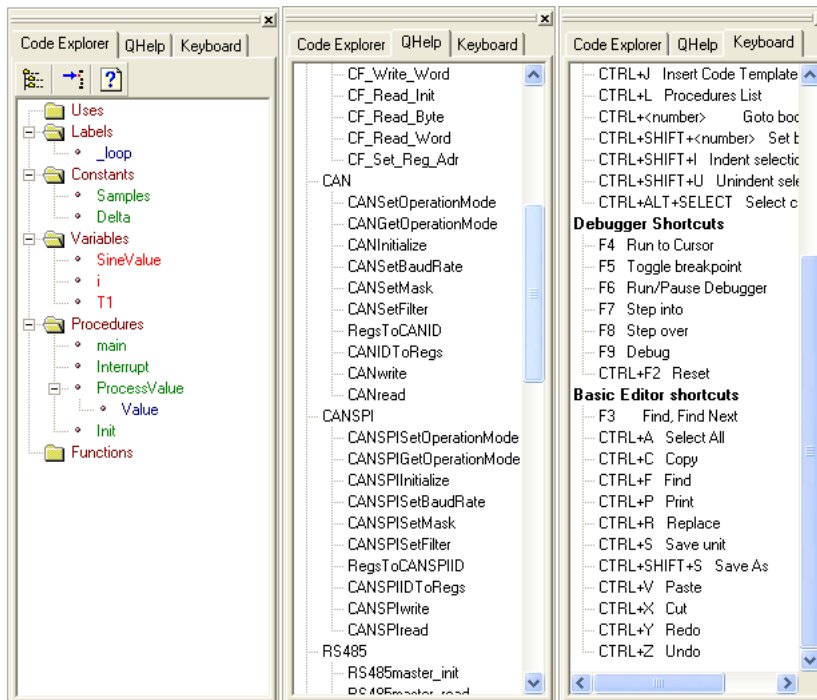 Code Explorer QHelp Keyboard
Uses
Labels
_loop
Constants
Samples
Delta
Variables
SineValue
i
T1
Procedures
main
Interrupt
ProcessValue
Value
Init
Functions
Code Explorer QHelp Keyboard
CF_Write_Word
CF_Read_Init
CF_Read_Byte
CF_Read_Word
CF_Set_Reg_Adr
CAN
CANSetOperationMode
CANGetOperationMode
CANInitialize
CANSetBaudRate
CANSetMask
CANSetFilter
RegsToCANID
CANIDToRegs
CANwrite
CANread
CANSPI
CANSPISetOperationMode
CANSPIGetOperationMode
CANSPIInitialize
CANSPISetBaudRate
CANSPISetMask
CANSPISetFilter
RegsToCANSPIID
CANSPIIDToRegs
CANSPIwrite
CANSPIread
RS485
RS485master_init
RS485master_read
Code Explorer QHelp Keyboard
CTRL+J Insert Code Template
CTRL+L Procedures List
CTRL+<number> Goto boo
CTRL+SHIFT+<number> Set b
CTRL+SHIFT+I Indent selectio
CTRL+SHIFT+U Unindent sele
CTRL+ALT+SELECT Select c
Debugger Shortcuts
F4 Run to Cursor
F5 Toggle breakpoint
F6 Run/Pause Debugger
F7 Step into
F8 Step over
F9 Debug
CTRL+F2 Reset
Basic Editor shortcuts
F3 Find, Find Next
CTRL+A Select All
CTRL+C Copy
CTRL+F Find
CTRL+P Print
CTRL+R Replace
CTRL+S Save unit
CTRL+SHIFT+S Save As
CTRL+V Paste
CTRL+X Cut
CTRL+Y Redo
CTRL+Z Undo